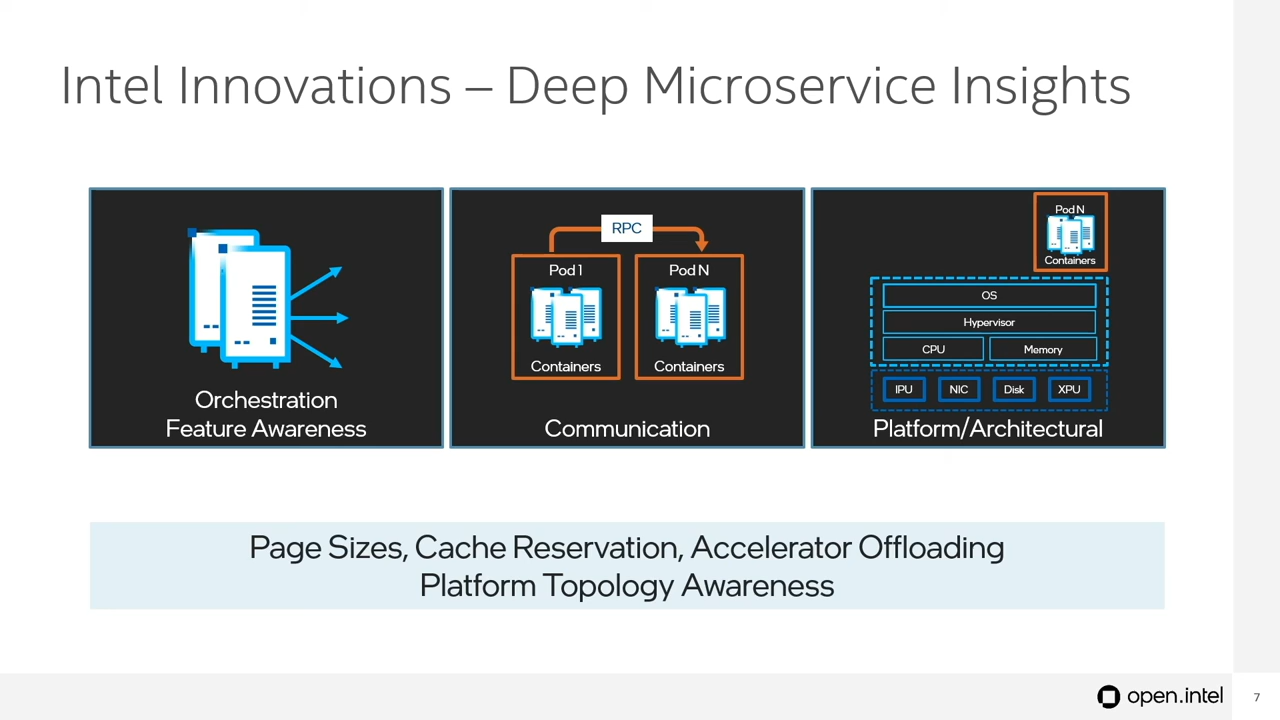 Intel Innovations – Deep Microservice Insights
Orchestration
Feature Awareness
RPC
Pod 1
Containers
Pod N
Containers
Communication
Pod N
Containers
OS
Hypervisor
CPU
Memory
IPU
NIC
Disk
XPU
Platform/Architectural
Page Sizes, Cache Reservation, Accelerator Offloading
Platform Topology Awareness
open.intel
7